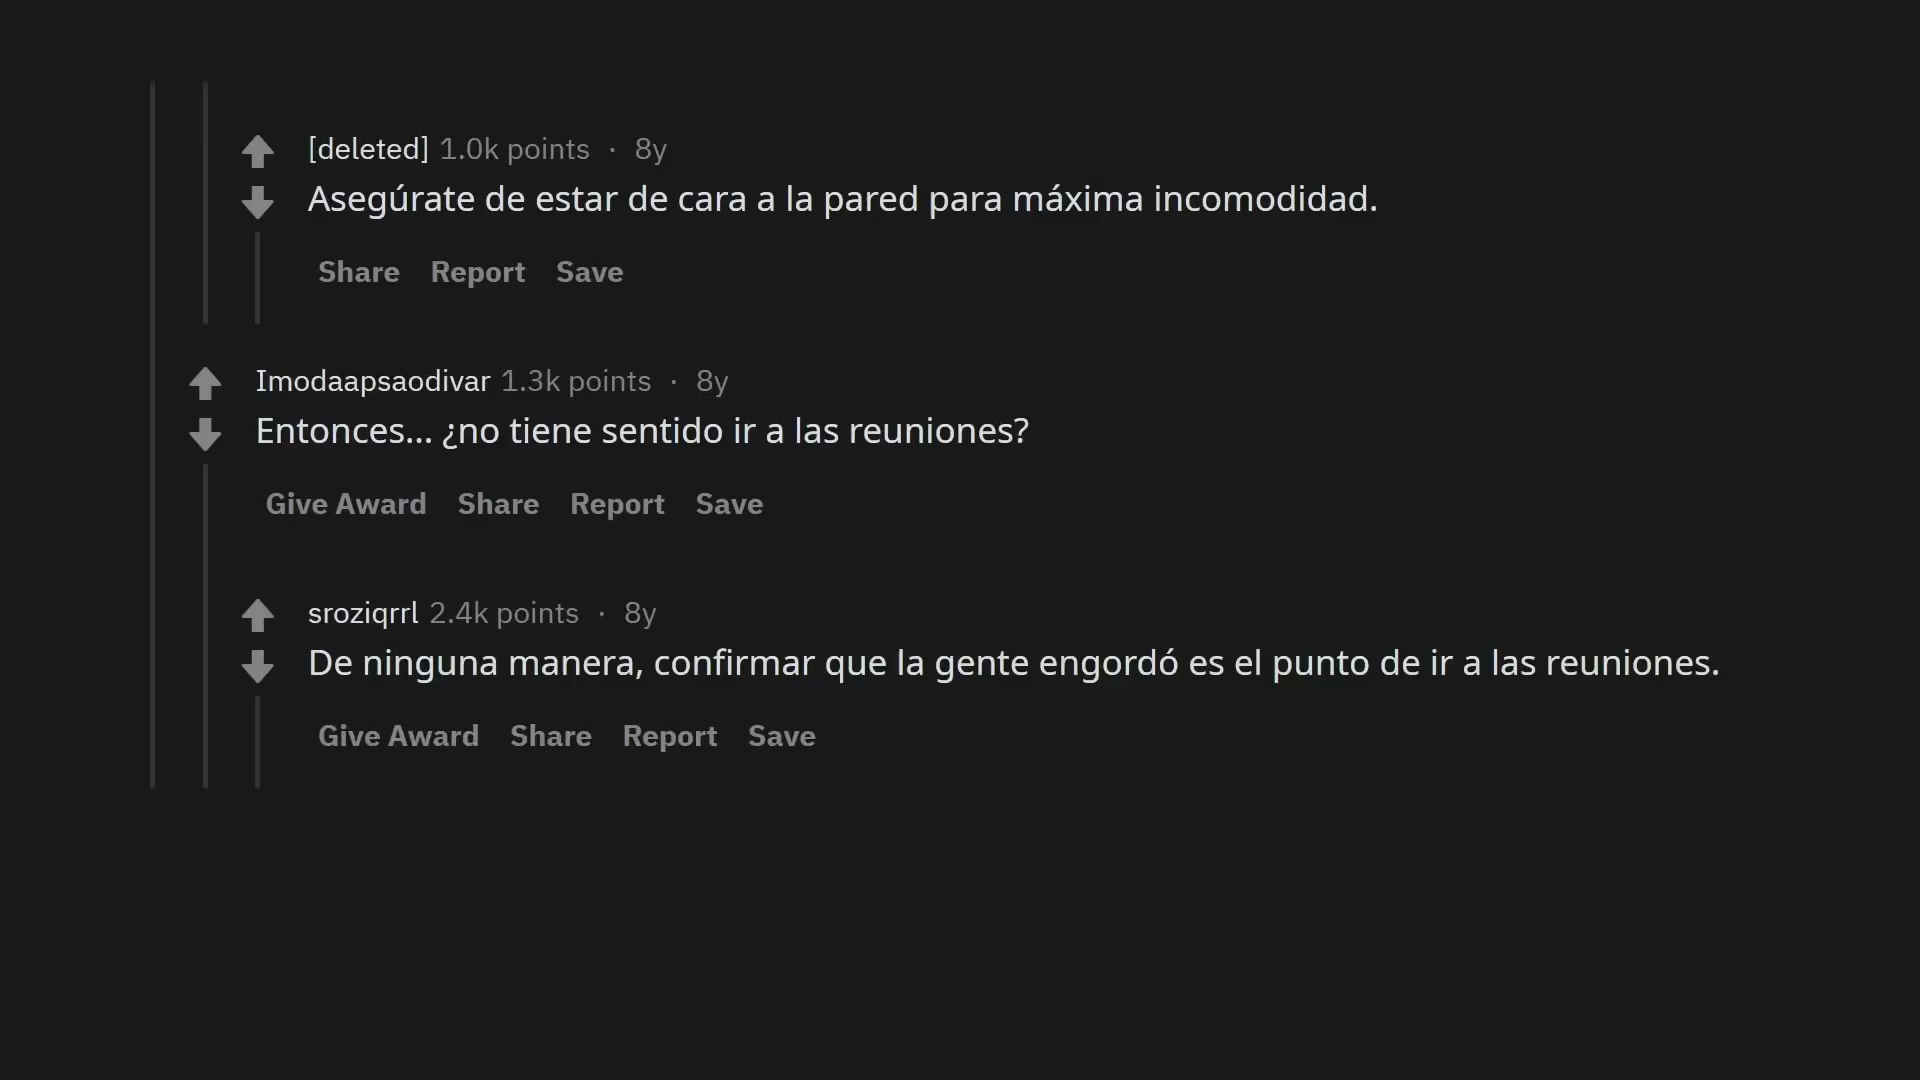 [deleted] 1.0k points · 8y
Asegúrate de estar de cara a la pared para máxima incomodidad.
Share Report Save
Imodaapsaodivar 1.3k points · 8y
Entonces... ¿no tiene sentido ir a las reuniones?
Give Award Share Report Save
sroziqrrl 2.4k points · 8y
De ninguna manera, confirmar que la gente engordó es el punto de ir a las reuniones.
Give Award Share Report Save